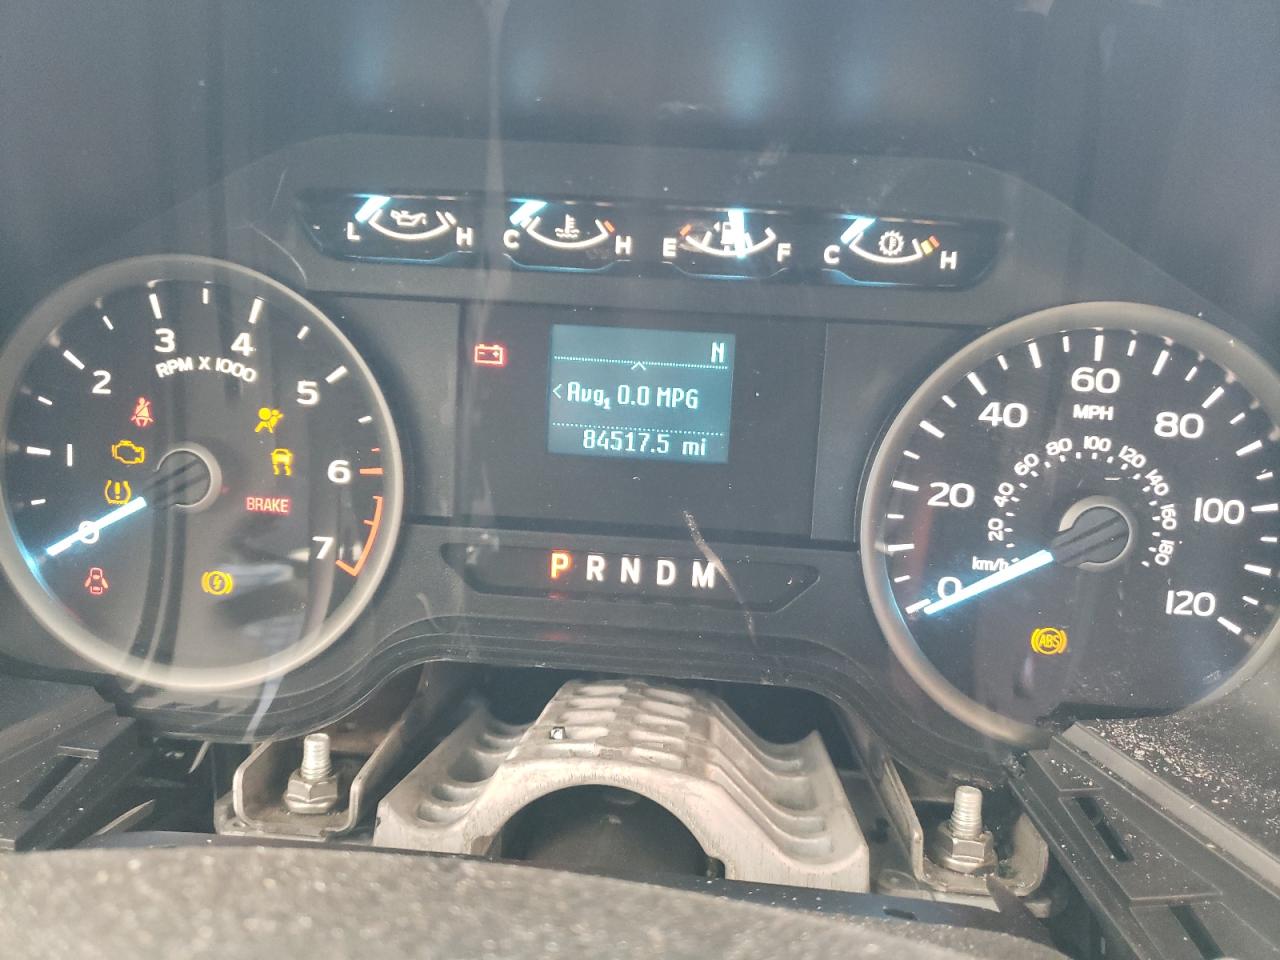 L H C H E F C H
1 2 3 4 5 6 7
RPM X 1000
0
BRAKE
N
<Avg1 0.0 MPG
84517.5 mi
P R N D M
0 20 40 60 80 100 120
MPH
20 40 60 80 100 120 140 160 180
km/h
ABS